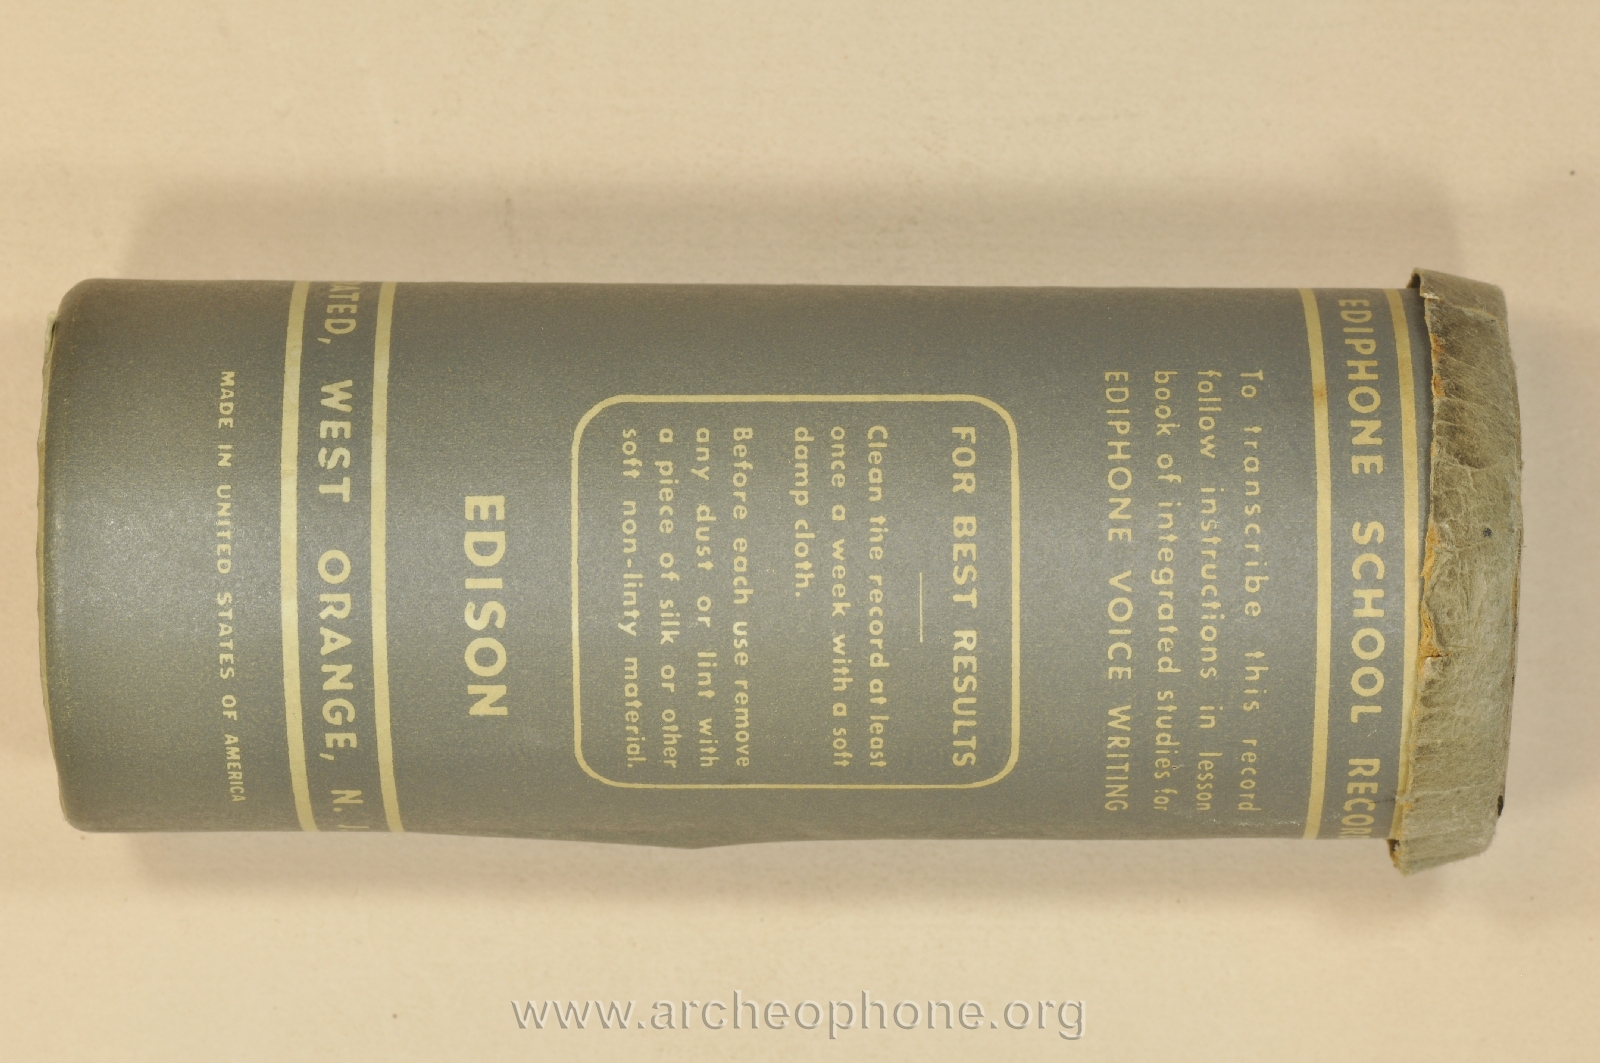 EDIPHONE SCHOOL RECOR
To transcribe this record
follow instructions in lesson
book of integrated studies for
EDIPHONE VOICE WRITING
FOR BEST RESULTS
Clean the record at least
once a week with a soft
damp cloth.
Before each use remove
any dust or lint with
a piece of silk or other
soft non-linty material.
EDISON
ATED, WEST ORANGE, N.
MADE IN UNITED STATES OF AMERICA
www.archeophone.org